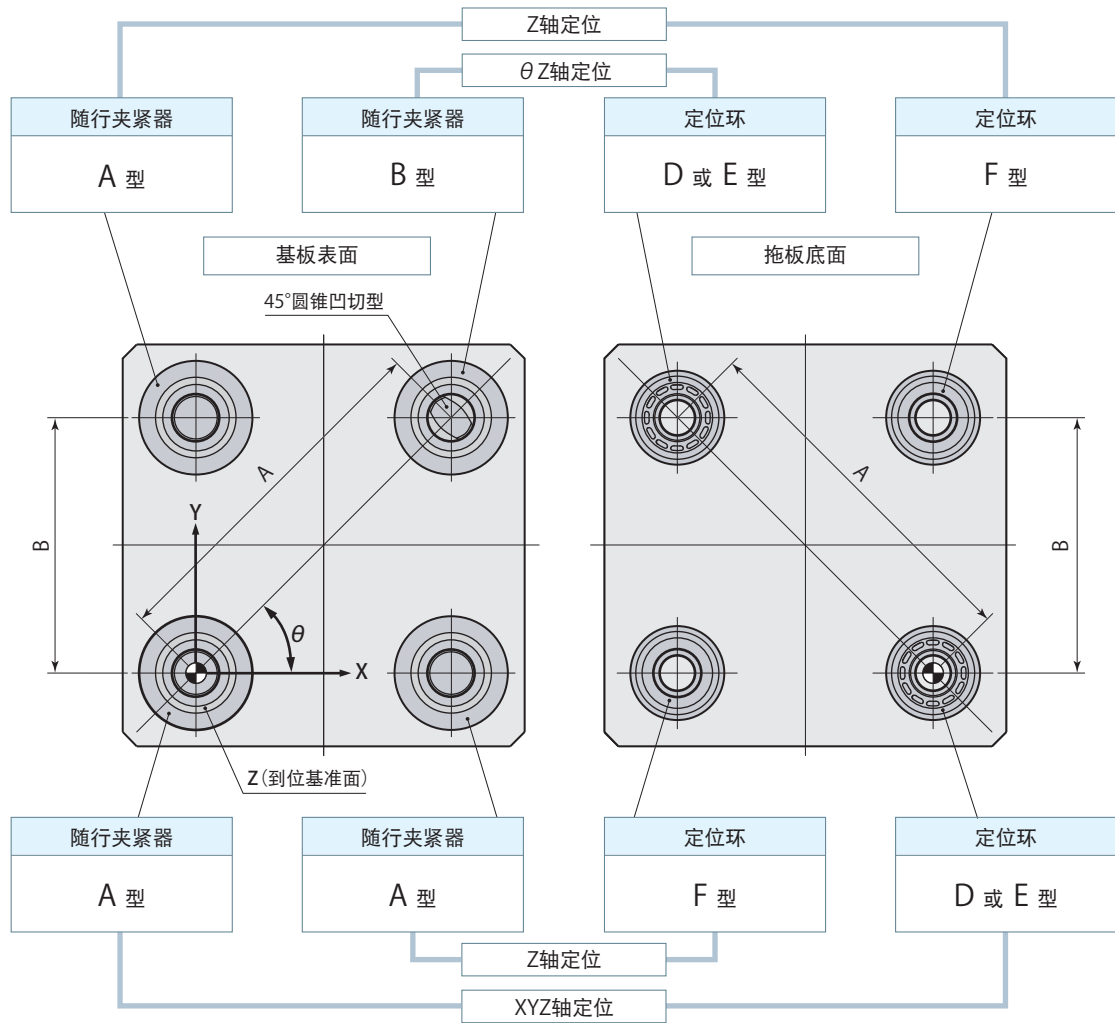 Z轴定位
θ Z轴定位
随行夹紧器
随行夹紧器
定位环
定位环
A 型
B 型
D 或 E 型
F 型
基板表面
拖板底面
45°圆锥凹切型
A
A
Y
B
B
θ
X
Z(到位基准面)
随行夹紧器
随行夹紧器
定位环
定位环
A 型
A 型
F 型
D 或 E 型
Z轴定位
XYZ轴定位